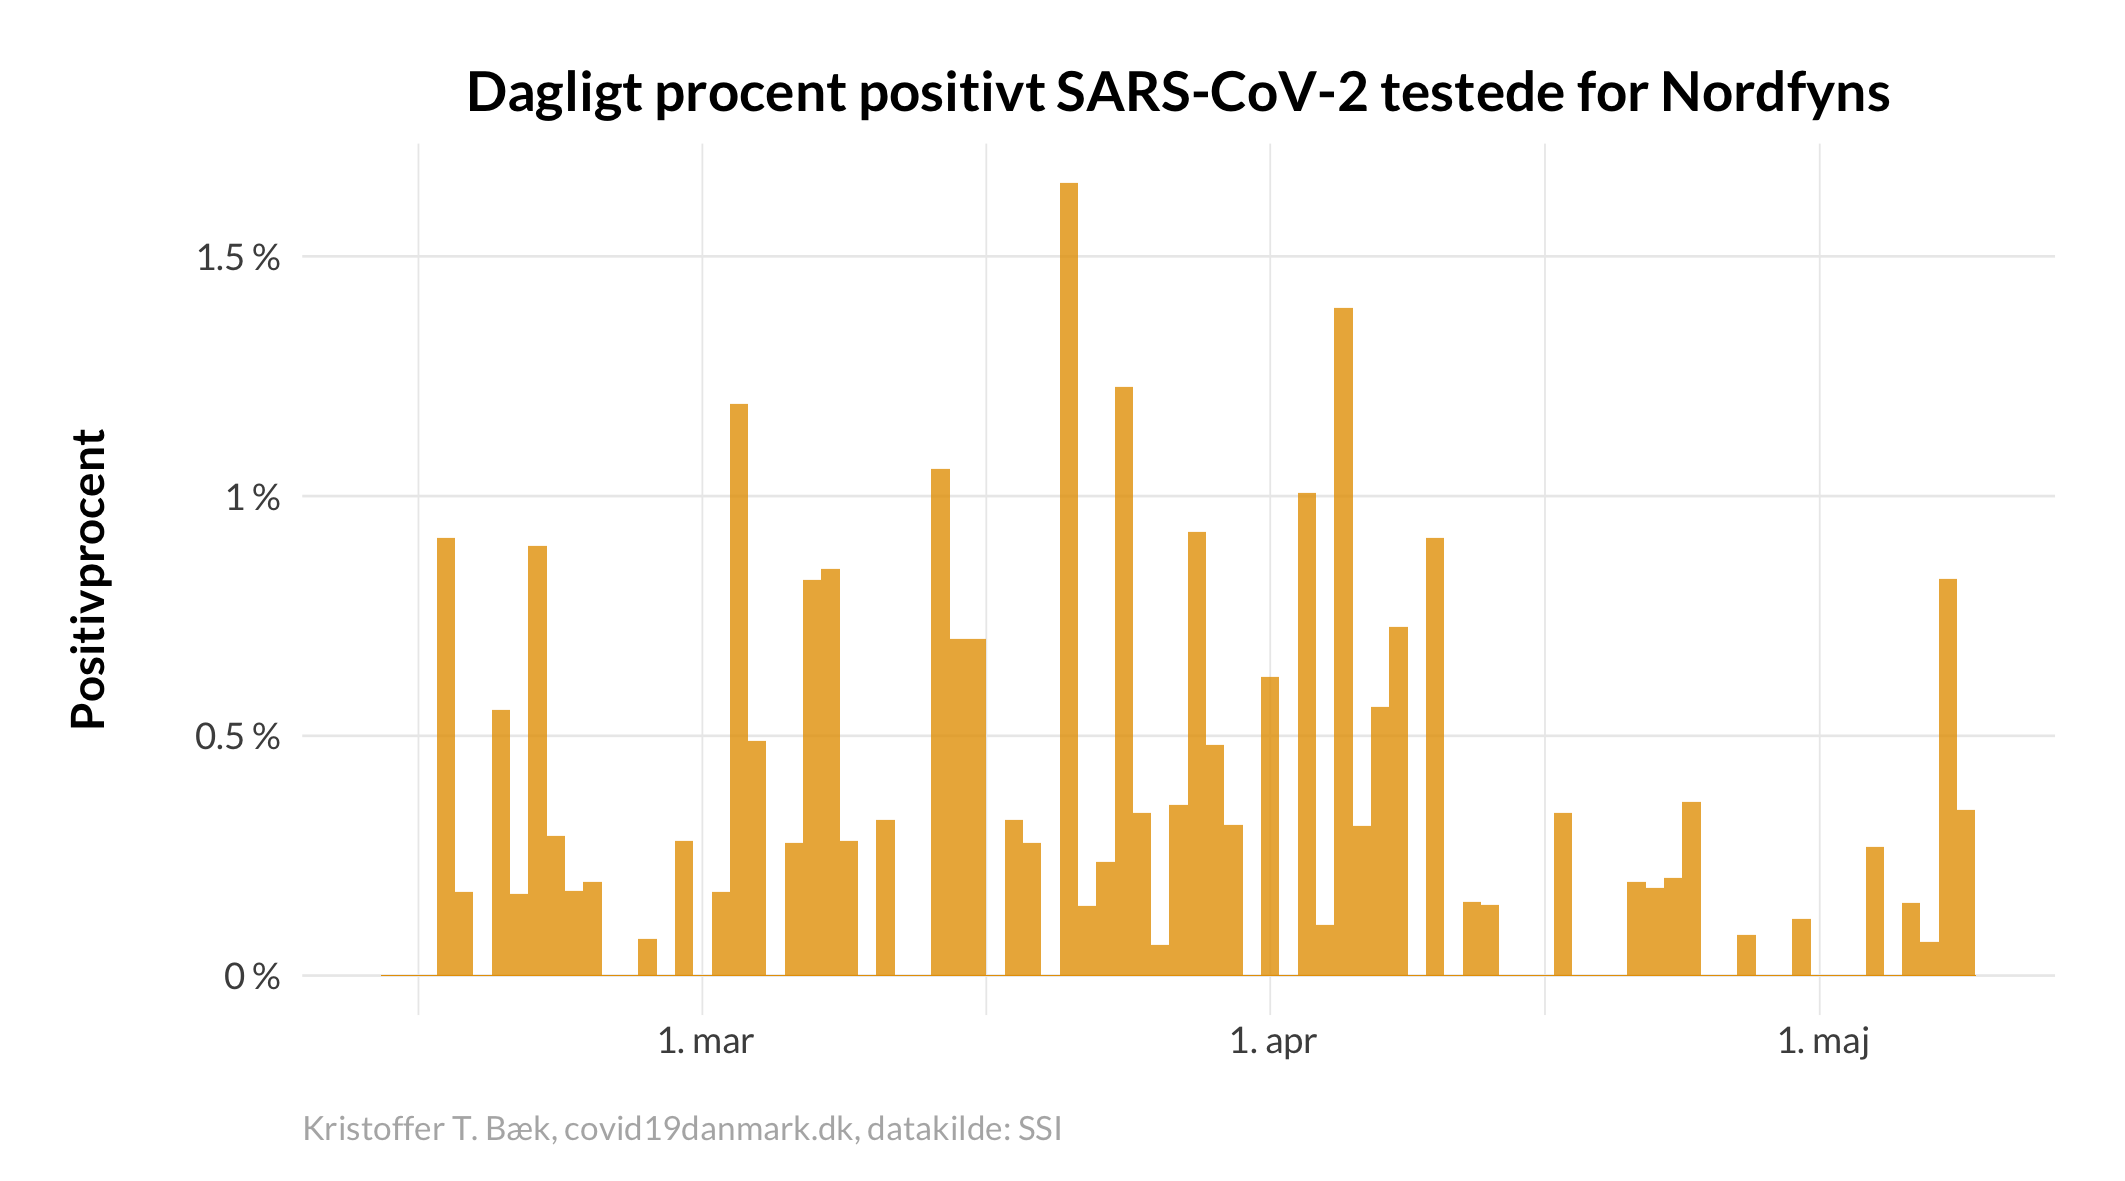 Dagligt procent positivt SARS-CoV-2 testede for Nordfyns
Positivprocent
1.5 %
1 %
0.5 %
0 %
1. mar
1. apr
1. maj
Kristoffer T. Bæk, covid19danmark.dk, datakilde: SSI